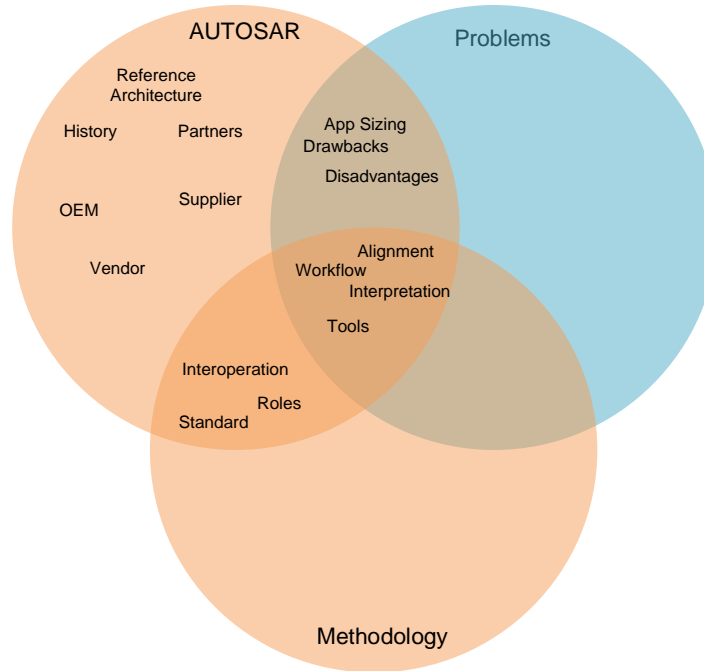 AUTOSAR
Problems
Reference
Architecture
History
Partners
App Sizing
Drawbacks
Disadvantages
OEM
Supplier
Vendor
Alignment
Workflow
Interpretation
Tools
Interoperation
Roles
Standard
Methodology